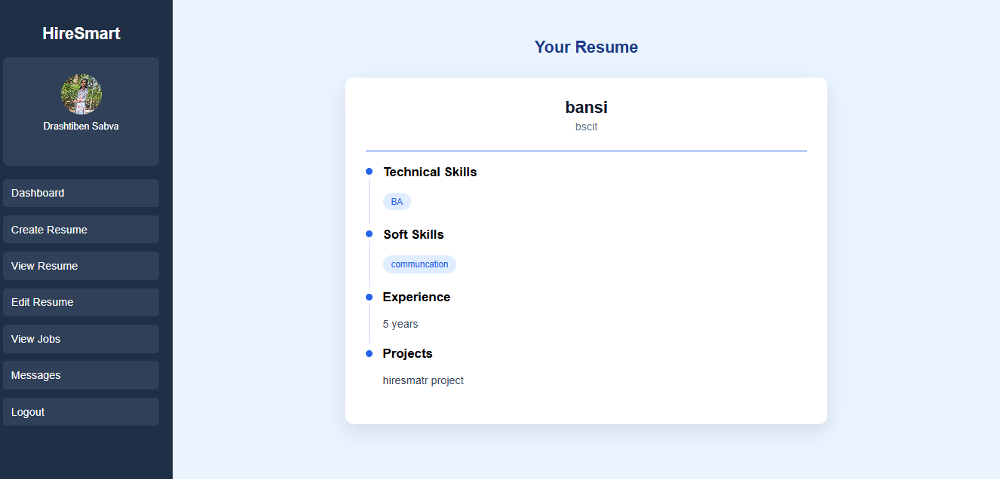 HireSmart
Drashtiben Sabva
Dashboard
Create Resume
View Resume
Edit Resume
View Jobs
Messages
Logout
Your Resume
bansi
bscit
Technical Skills
BA
Soft Skills
communcation
Experience
5 years
Projects
hiresmatr project